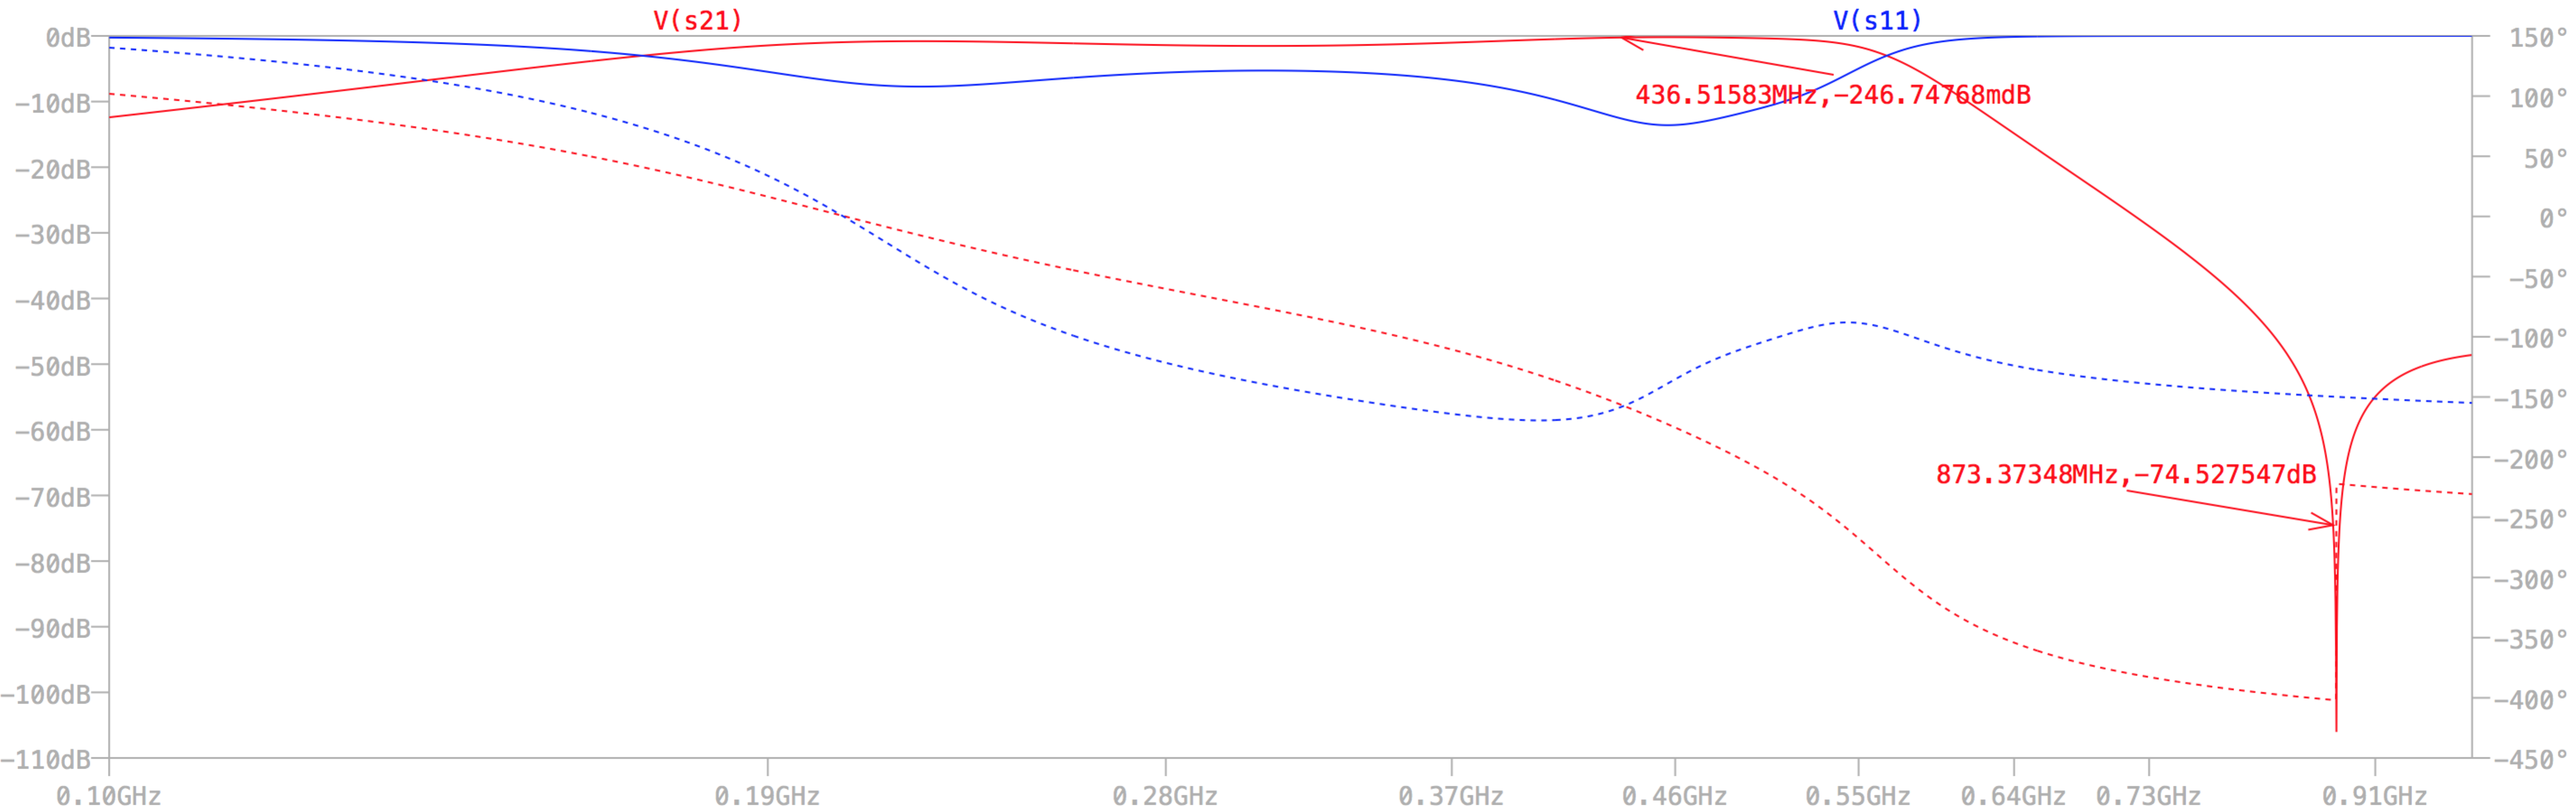 V(s21)
V(s11)
0dB
−10dB
−20dB
−30dB
−40dB
−50dB
−60dB
−70dB
−80dB
−90dB
−100dB
−110dB
150°
100°
50°
0°
−50°
−100°
−150°
−200°
−250°
−300°
−350°
−400°
−450°
436.51583MHz,−246.74768mdB
873.37348MHz,−74.527547dB
0.10GHz
0.19GHz
0.28GHz
0.37GHz
0.46GHz
0.55GHz
0.64GHz
0.73GHz
0.91GHz